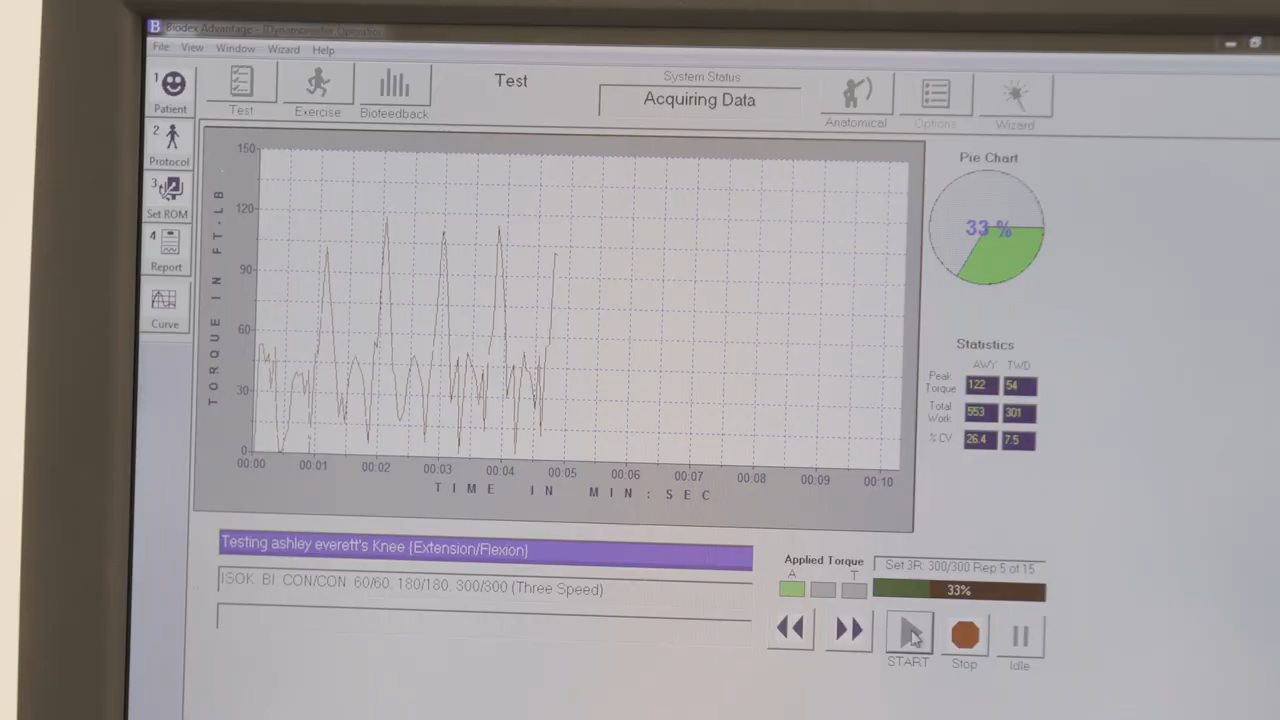 Biodex Advantage - [Dynamometer Operation]
File View Window Wizard Help
1
Patient
2
Protocol
3
Set ROM
4
Report
Curve
Test
Exercise
Biofeedback
Test
System Status
Acquiring Data
Anatomical
Options
Wizard
TORQUE IN FT-LB
150
120
90
60
30
0
00:00 00:01 00:02 00:03 00:04 00:05 00:06 00:07 00:08 00:09 00:10
TIME IN MIN:SEC
Pie Chart
33 %
Statistics
AWY TWD
Peak Torque 122 54
Total Work 553 301
% CV 26.4 7.5
Testing ashley everett's Knee (Extension/Flexion)
ISOK. BI. CON/CON 60/60, 180/180, 300/300 (Three Speed)
Applied Torque
A T
Set 3R: 300/300 Rep 5 of 15
33%
START
Stop
Idle